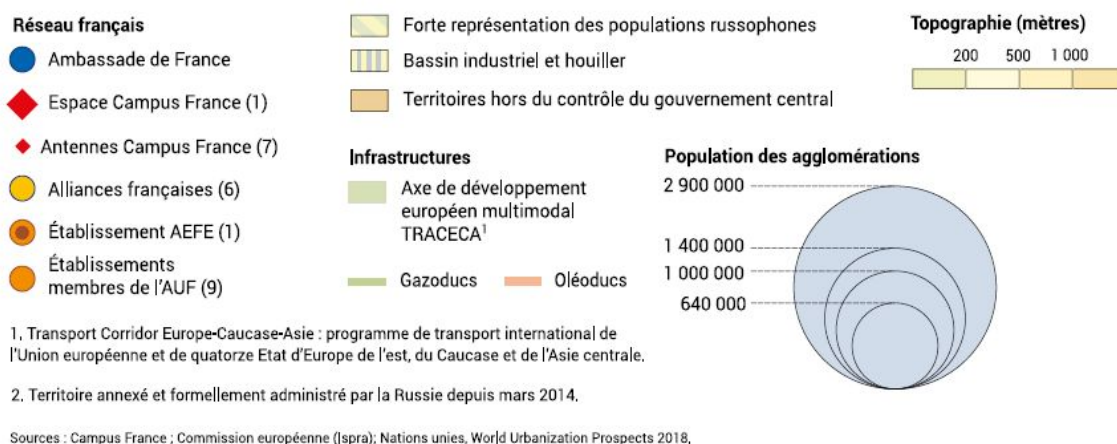 Réseau français
Ambassade de France
Espace Campus France (1)
Antennes Campus France (7)
Alliances françaises (6)
Établissement AEFE (1)
Établissements
membres de l'AUF (9)
Forte représentation des populations russophones
Bassin industriel et houiller
Territoires hors du contrôle du gouvernement central
Infrastructures
Axe de développement
européen multimodal
TRACECA¹
Gazoducs
Oléoducs
Topographie (mètres)
200 500 1 000
Population des agglomérations
2 900 000
1 400 000
1 000 000
640 000
1, Transport Corridor Europe-Caucase-Asie : programme de transport international de
l'Union européenne et de quatorze Etat d'Europe de l'est, du Caucase et de l'Asie centrale,
2, Territoire annexé et formellement administré par la Russie depuis mars 2014,
Sources : Campus France ; Commission européenne (Jspra); Nations unies, World Urbanization Prospects 2018,